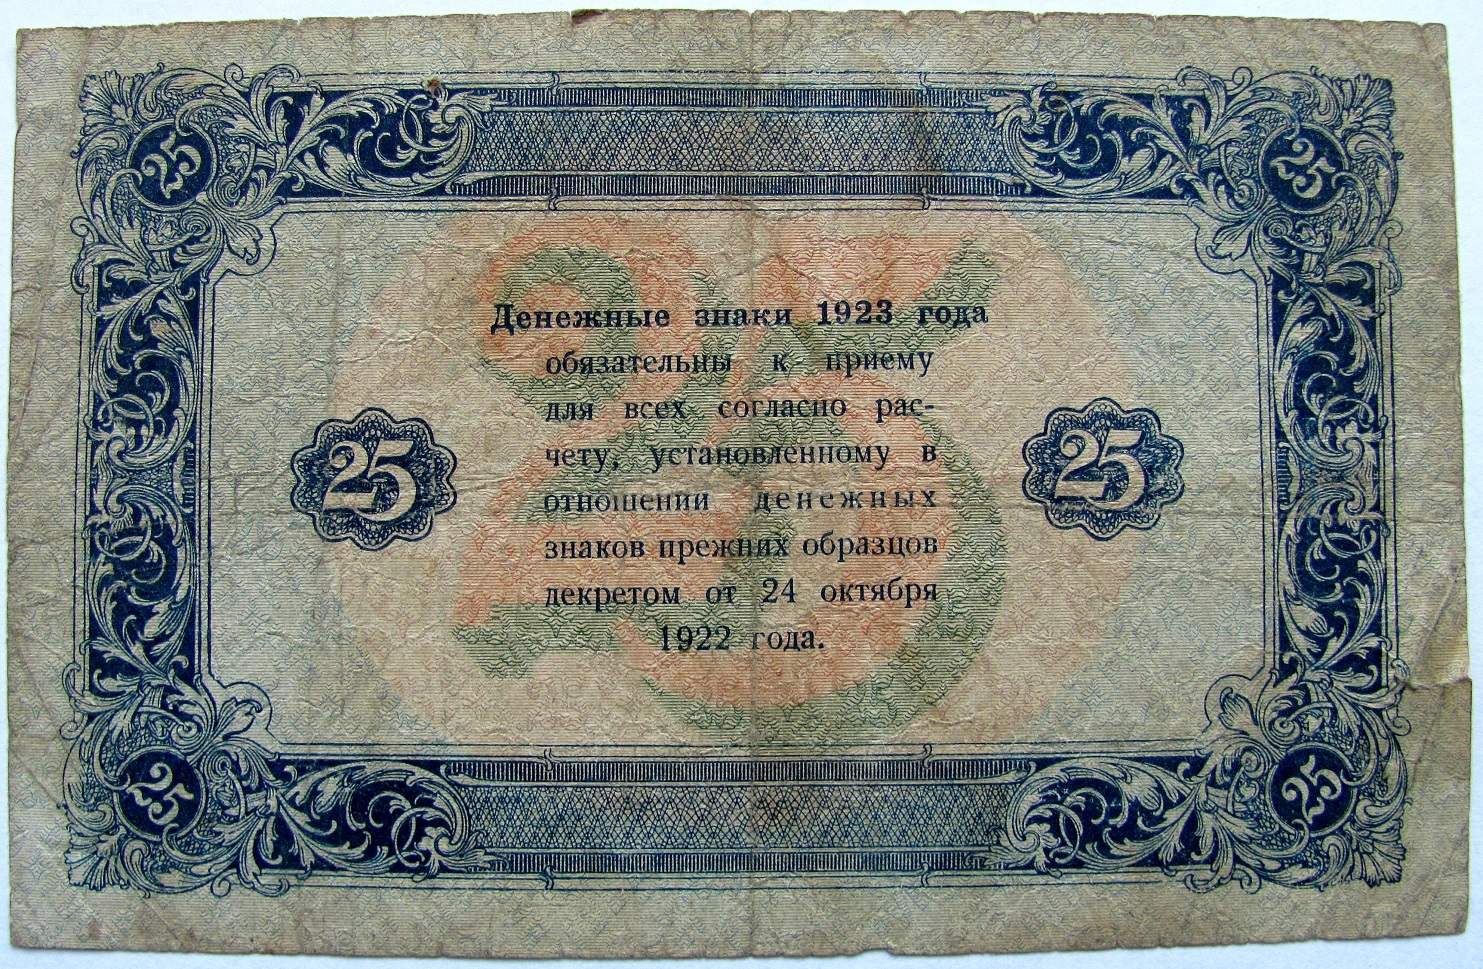 25 25
25
Денежные знаки 1923 года
обязательны к приему
для всех согласно рас-
чету, установленному в
25 25
отношении денежных
знаков прежних образцов
декретом от 24 октября
1922 года.
25 25